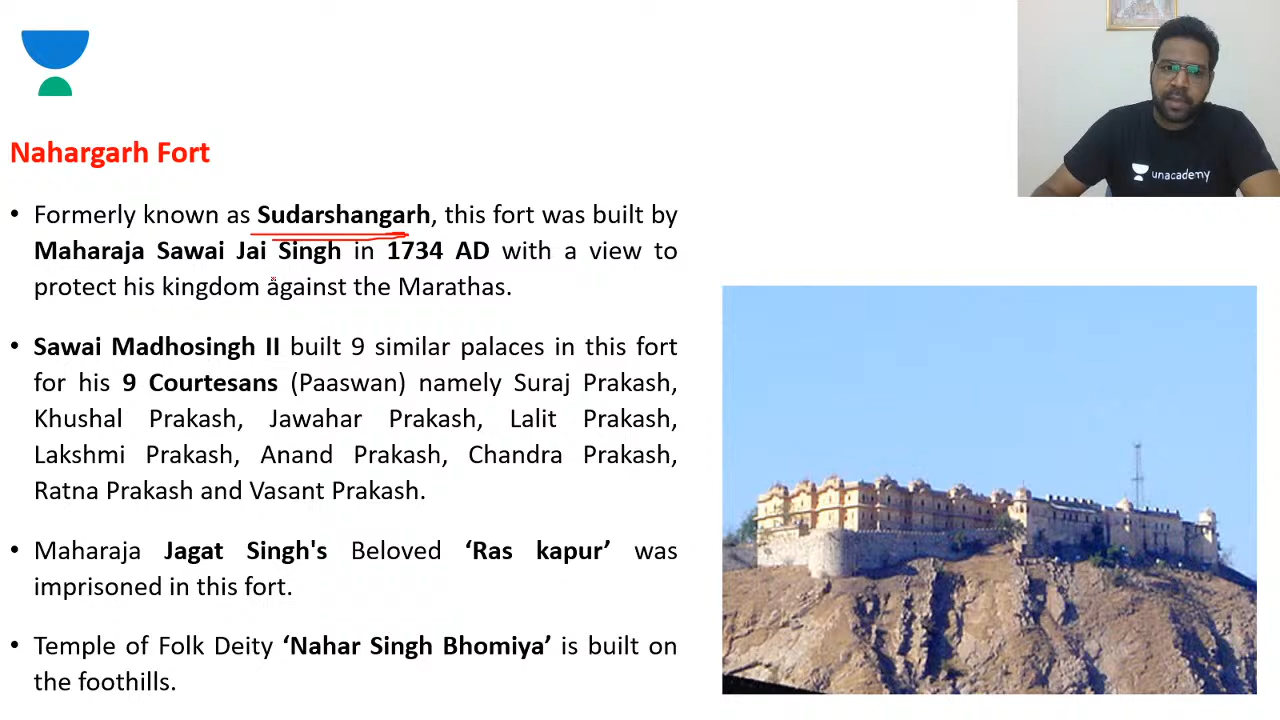 unacademy
Nahargarh Fort
• Formerly known as Sudarshangarh, this fort was built by
Maharaja Sawai Jai Singh in 1734 AD with a view to
protect his kingdom against the Marathas.
• Sawai Madhosingh II built 9 similar palaces in this fort
for his 9 Courtesans (Paaswan) namely Suraj Prakash,
Khushal Prakash, Jawahar Prakash, Lalit Prakash,
Lakshmi Prakash, Anand Prakash, Chandra Prakash,
Ratna Prakash and Vasant Prakash.
• Maharaja Jagat Singh's Beloved ‘Ras kapur’ was
imprisoned in this fort.
• Temple of Folk Deity ‘Nahar Singh Bhomiya’ is built on
the foothills.